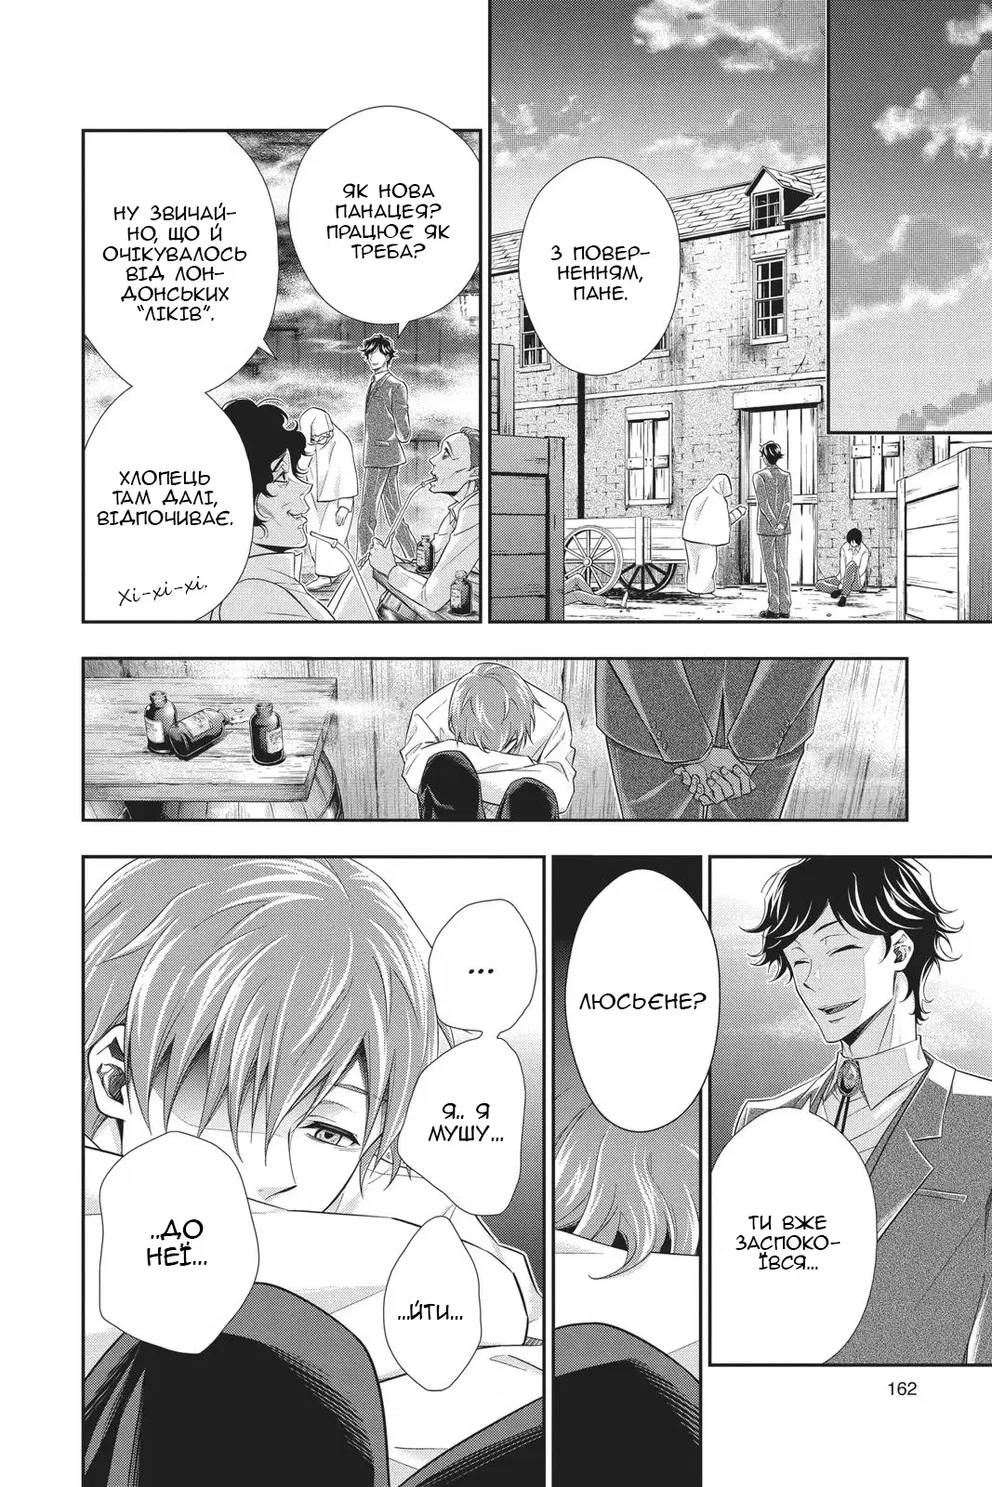 З ПОВЕР-
НЕННЯМ,
ПАНЕ.
ЯК НОВА
ПАНАЦЕЯ?
ПРАЦЮЄ ЯК
ТРЕБА?
НУ ЗВИЧАЙ-
НО, ЩО Й
ОЧІКУВАЛОСЬ
ВІД ЛОН-
ДОНСЬКИХ
“ЛІКІВ”.
ХЛОПЕЦЬ
ТАМ ДАЛІ,
ВІДПОЧИВАЄ.
Хі-хі-хі.
ТИ ВЖЕ
ЗАСПОКО-
ЇВСЯ...
ЛЮСЬЄНЕ?
...
Я.. Я
МУШУ...
...ЙТИ...
..ДО
НЕЇ...
162